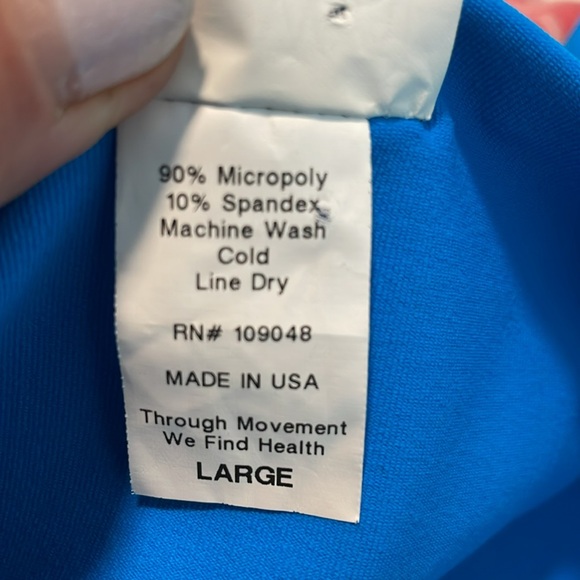 90% Micropoly
10% Spandex
Machine Wash
Cold
Line Dry
RN# 109048
MADE IN USA
Through Movement
We Find Health
LARGE